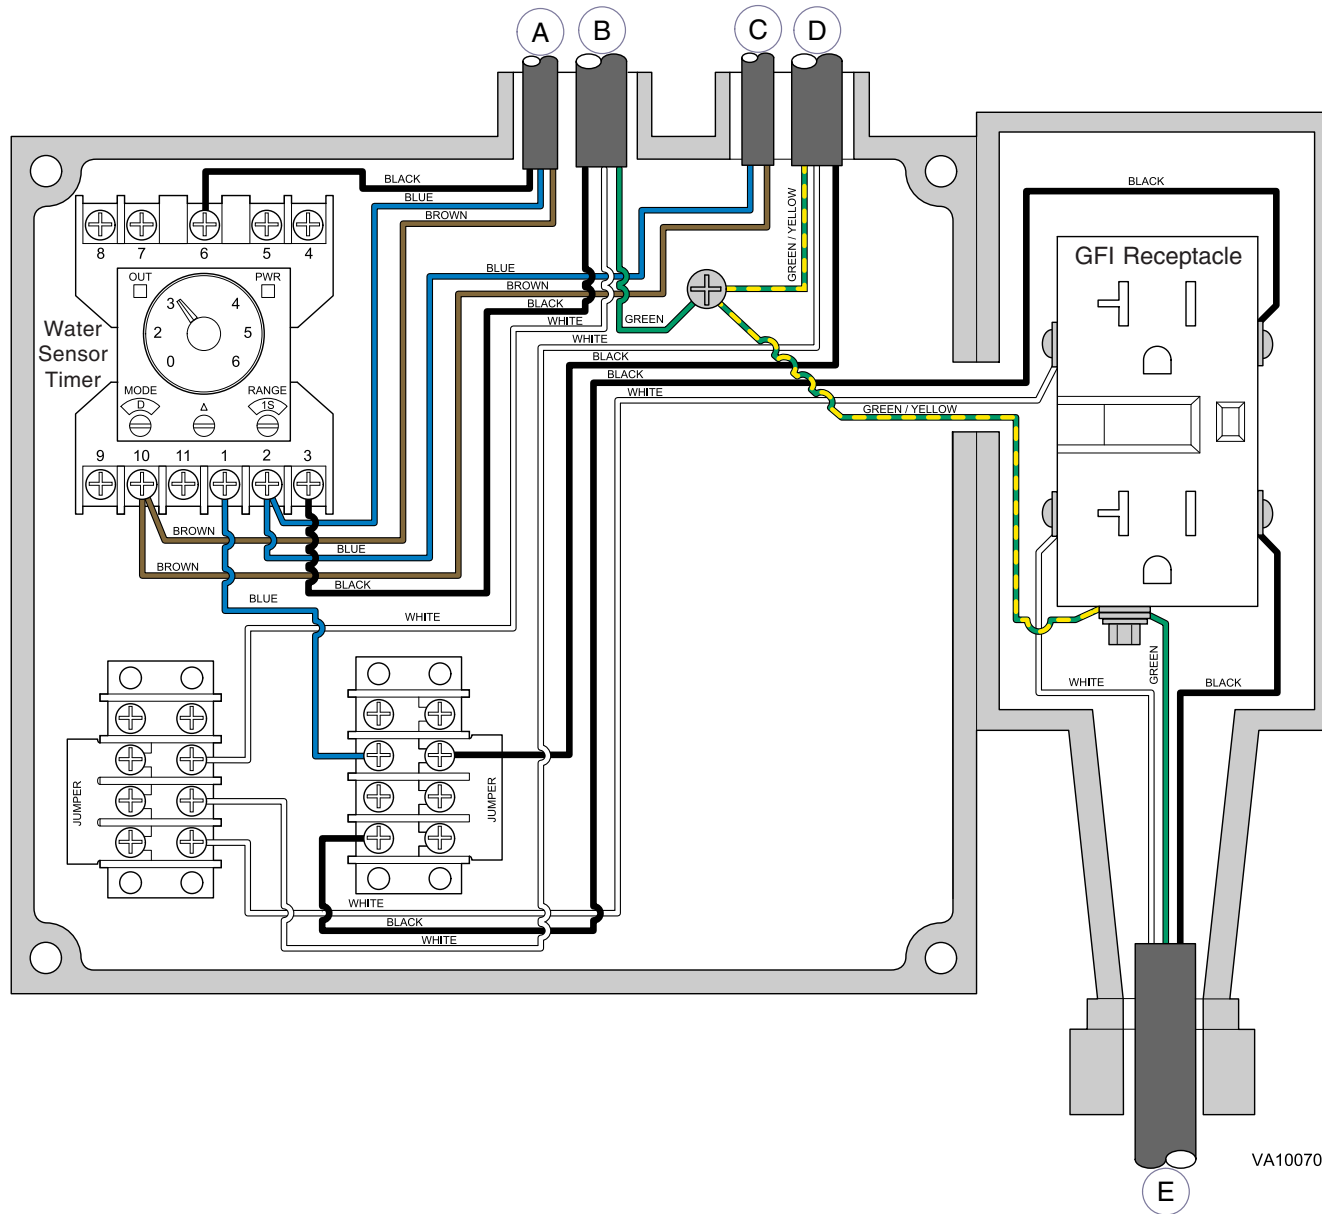 A
B
C
D
BLACK
BLUE
BROWN
8
7
6
5
4
OUT
PWR
3
4
2
5
0
6
Water
Sensor
Timer
MODE
D
Δ
RANGE
1S
9
10
11
1
2
3
BLUE
BROWN
BLACK
WHITE
GREEN
GREEN / YELLOW
WHITE
BLACK
BLACK
WHITE
GREEN / YELLOW
BLACK
GFI Receptacle
BROWN
BLUE
BROWN
BLACK
BLUE
WHITE
JUMPER
JUMPER
WHITE
BLACK
WHITE
WHITE
GREEN
BLACK
VA10070
E